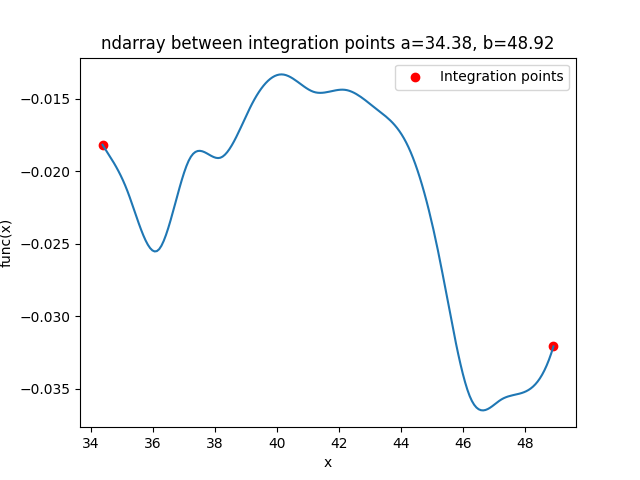 ndarray between integration points a=34.38, b=48.92
Integration points
−0.015
−0.020
−0.025
−0.030
−0.035
func(x)
34 36 38 40 42 44 46 48
x